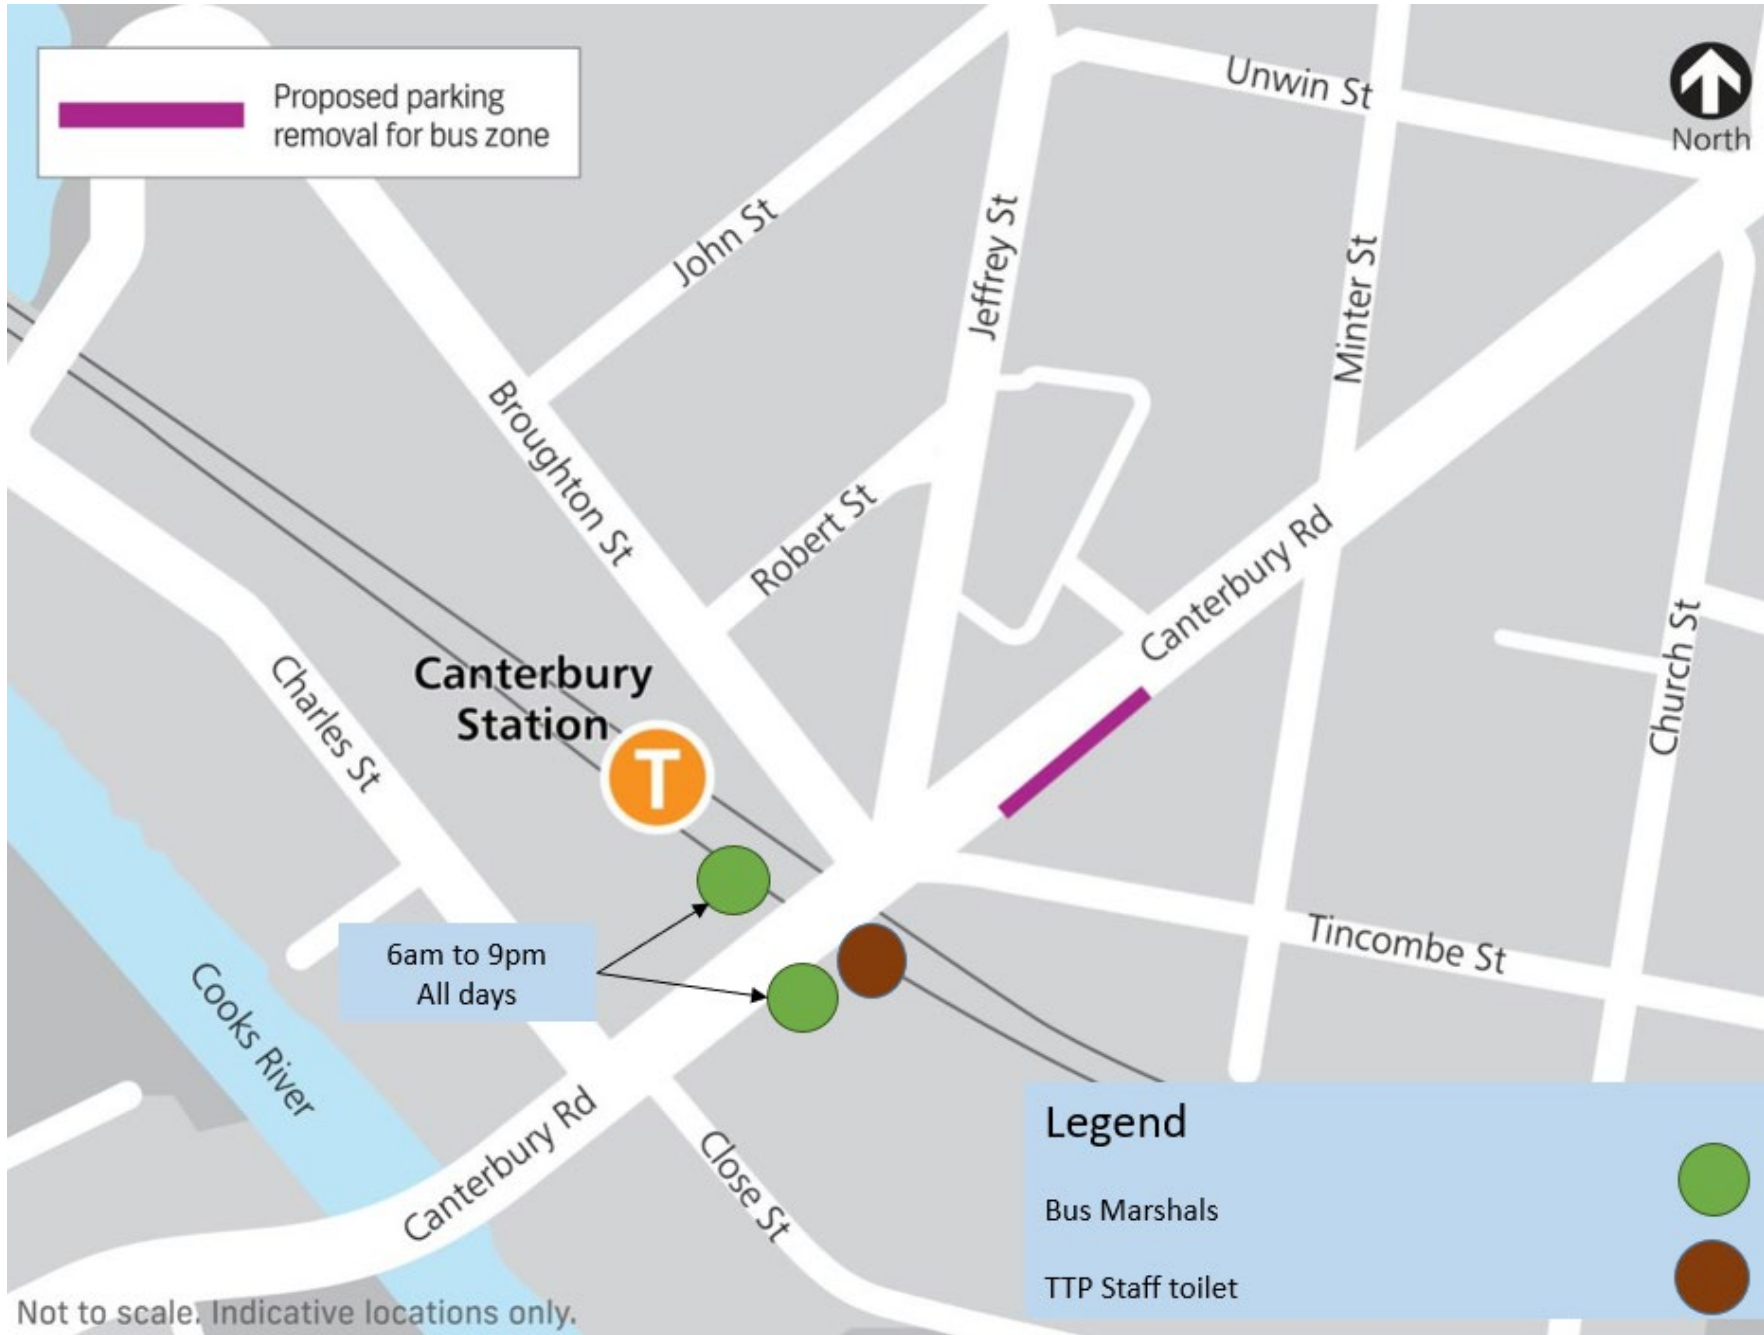 Proposed parking
removal for bus zone
Unwin St
North
John St
Jeffrey St
Minter St
Broughton St
Robert St
Canterbury Rd
Church St
Canterbury
Station
T
Charles St
Tincombe St
6am to 9pm
All days
Cooks River
Canterbury Rd
Close St
Legend
Bus Marshals
TTP Staff toilet
Not to scale. Indicative locations only.